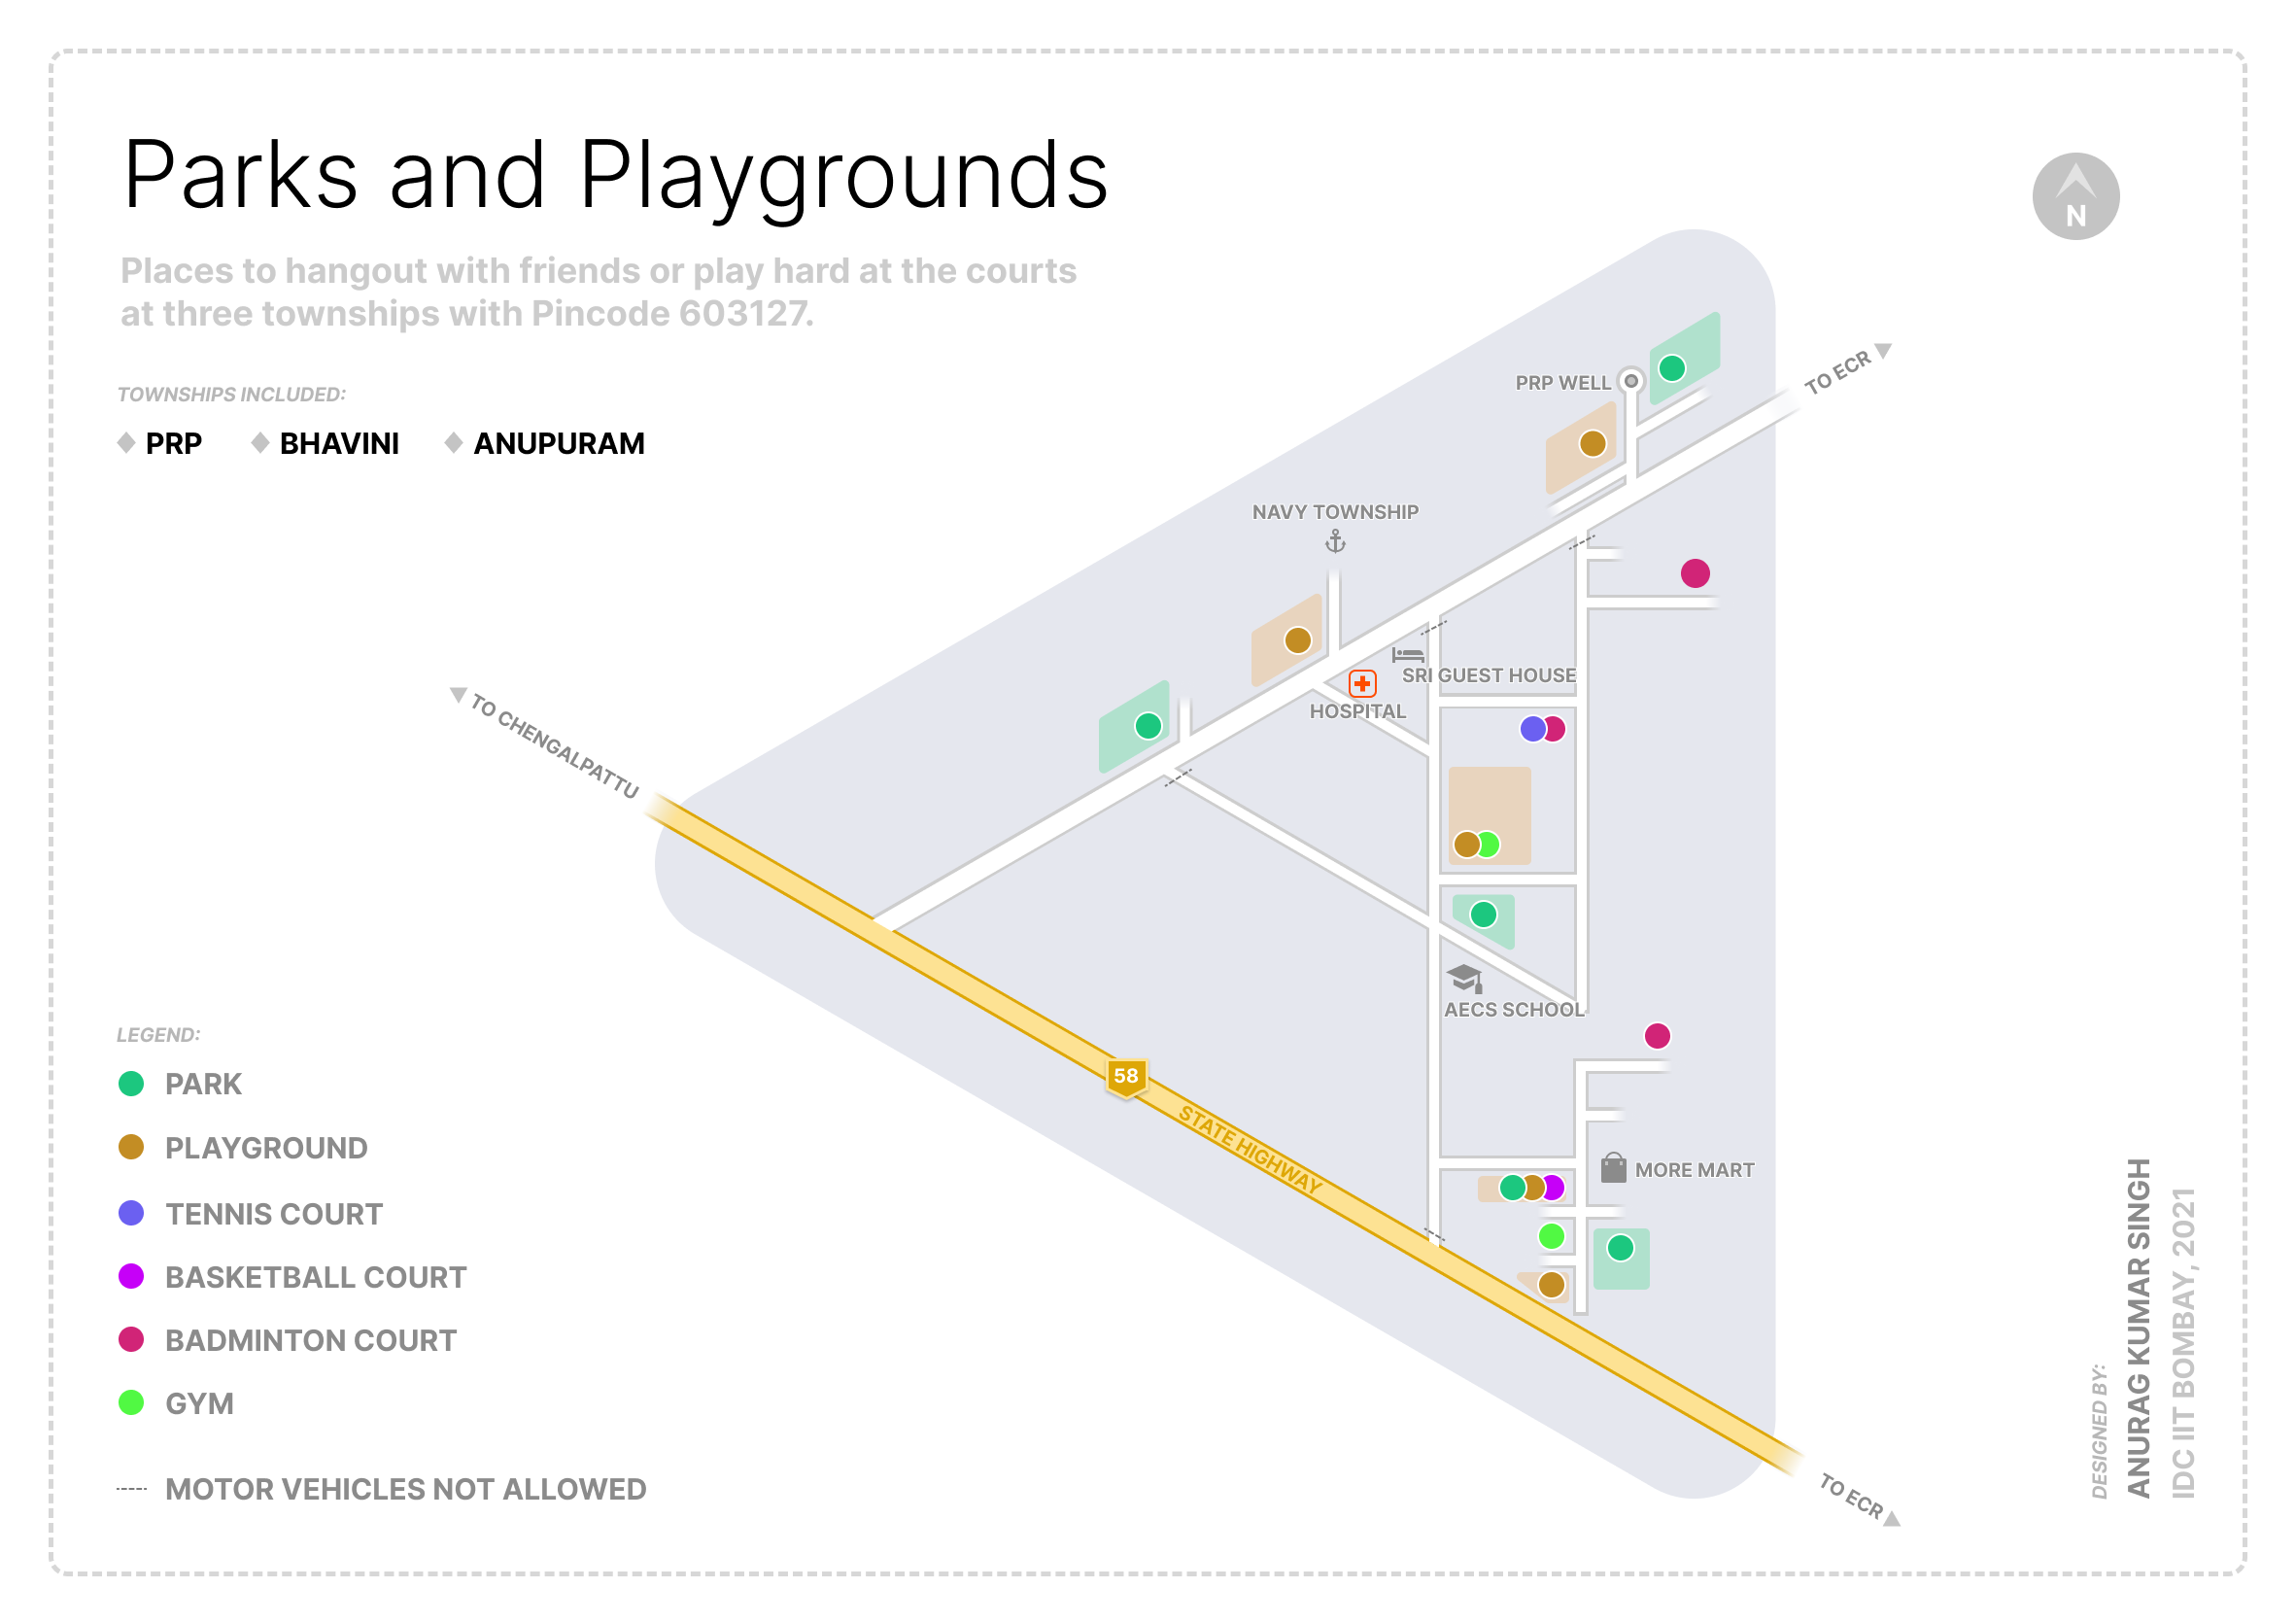 Parks and Playgrounds
Places to hangout with friends or play hard at the courts
at three townships with Pincode 603127.
TOWNSHIPS INCLUDED:
PRP
BHAVINI
ANUPURAM
N
TO ECR
PRP WELL
NAVY TOWNSHIP
SRI GUEST HOUSE
HOSPITAL
TO CHENGALPATTU
AECS SCHOOL
58
STATE HIGHWAY
MORE MART
TO ECR
LEGEND:
PARK
PLAYGROUND
TENNIS COURT
BASKETBALL COURT
BADMINTON COURT
GYM
MOTOR VEHICLES NOT ALLOWED
DESIGNED BY:
ANURAG KUMAR SINGH
IDC IIT BOMBAY, 2021